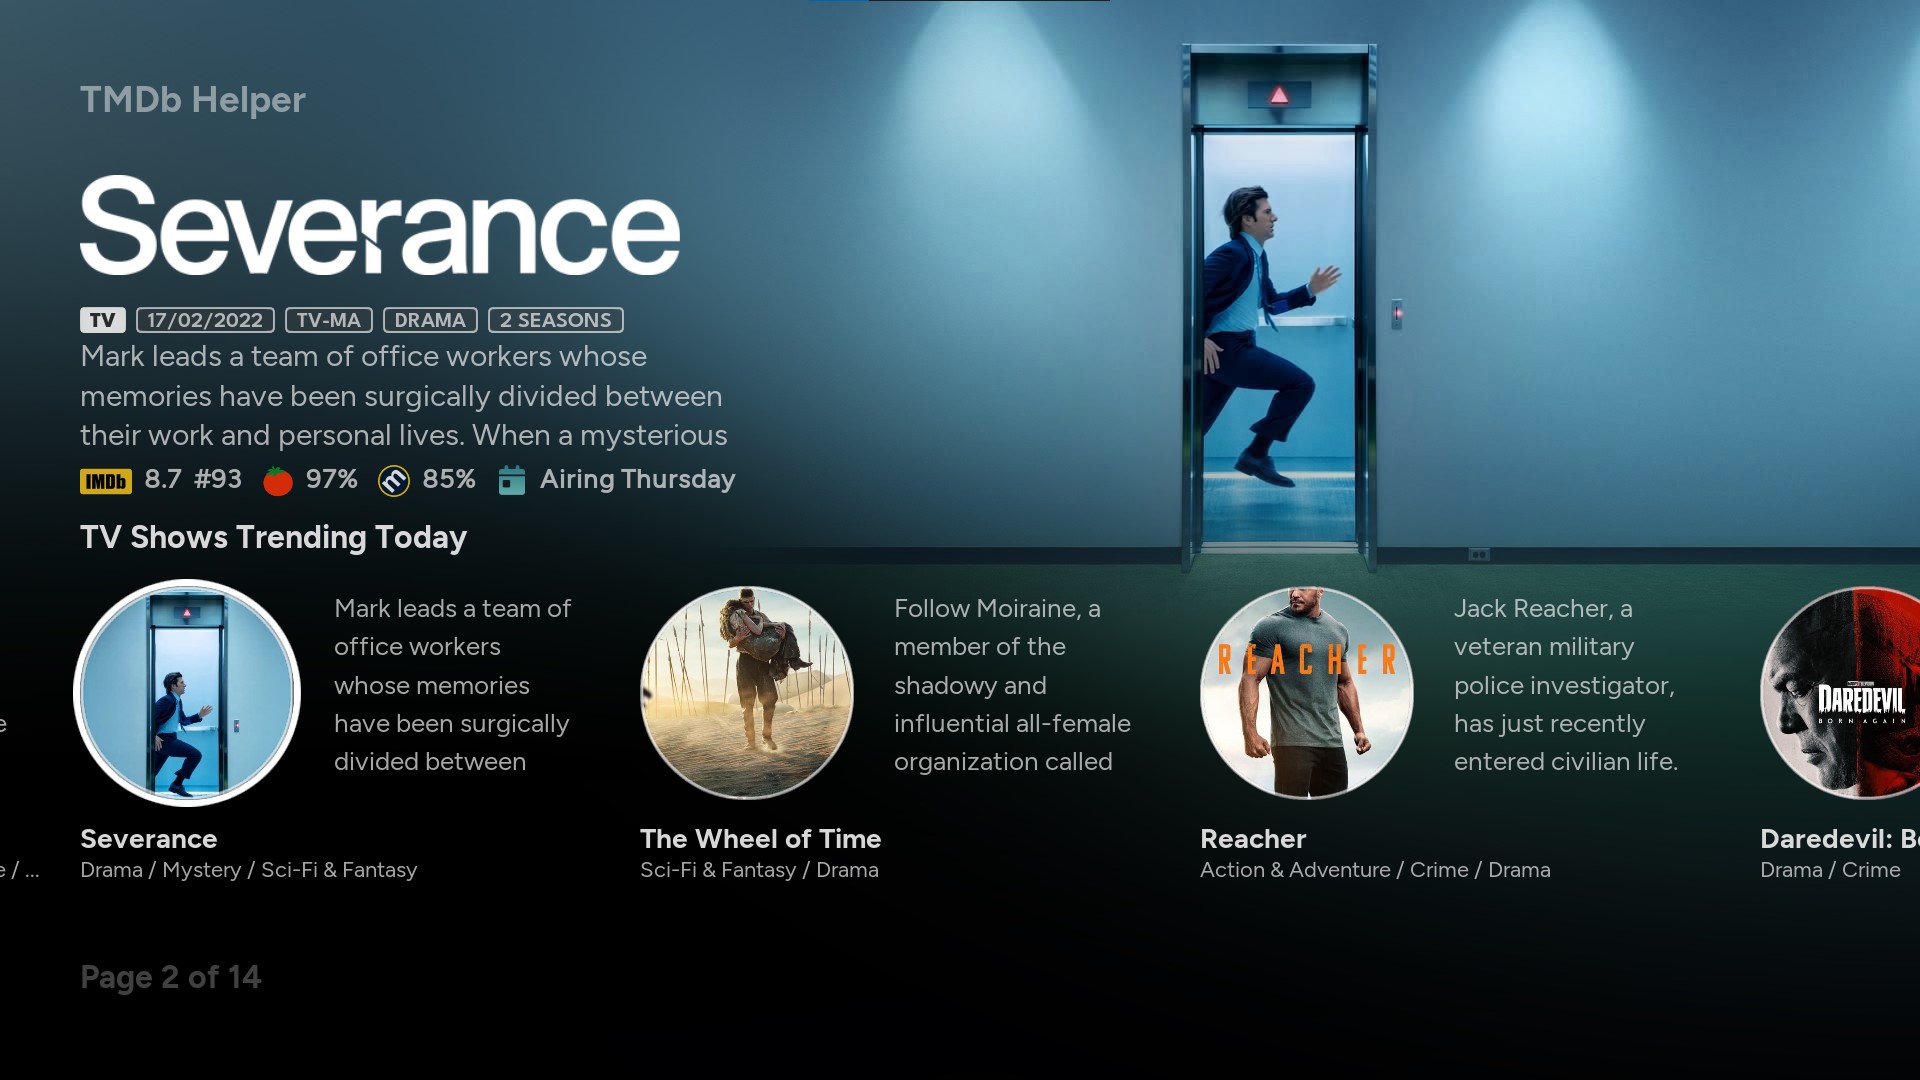 TMDb Helper
Severance
TV 17/02/2022 TV-MA DRAMA 2 SEASONS
Mark leads a team of office workers whose
memories have been surgically divided between
their work and personal lives. When a mysterious
IMDb 8.7 #93 97% m 85% Airing Thursday
TV Shows Trending Today
Mark leads a team of
office workers
whose memories
have been surgically
divided between
Severance
Drama / Mystery / Sci-Fi & Fantasy
Follow Moiraine, a
member of the
shadowy and
influential all-female
organization called
The Wheel of Time
Sci-Fi & Fantasy / Drama
REACHER
Jack Reacher, a
veteran military
police investigator,
has just recently
entered civilian life.
Reacher
Action & Adventure / Crime / Drama
DAREDEVIL
BORN AGAIN
Daredevil: B
Drama / Crime
e
e / ...
Page 2 of 14